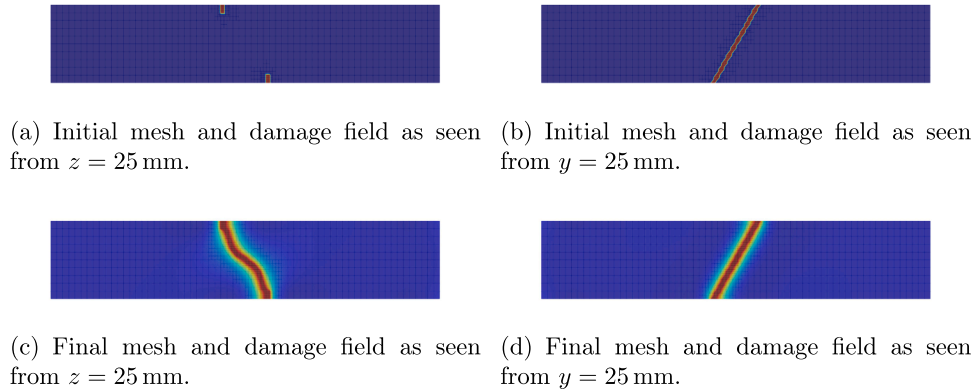 (a) Initial mesh and damage field as seen
from z = 25 mm.
(b) Initial mesh and damage field as seen
from y = 25 mm.
(c) Final mesh and damage field as seen
from z = 25 mm.
(d) Final mesh and damage field as seen
from y = 25 mm.